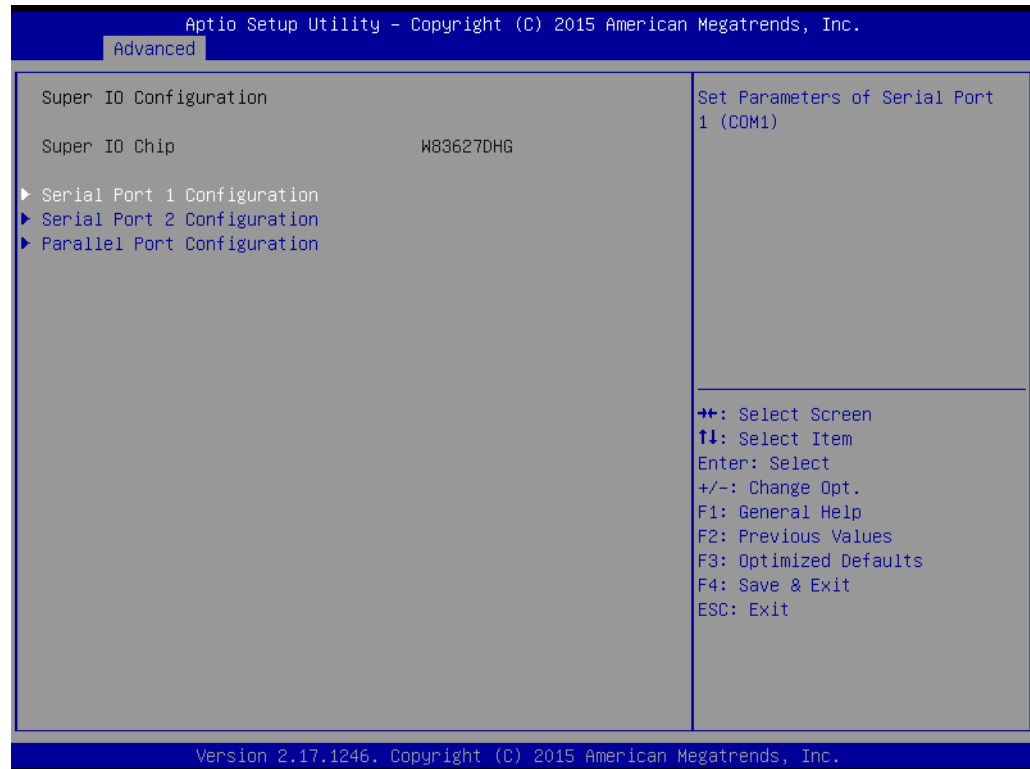 Aptio Setup Utility – Copyright (C) 2015 American Megatrends, Inc.
Advanced
Super IO Configuration
Super IO Chip W83627DHG
▶ Serial Port 1 Configuration
▶ Serial Port 2 Configuration
▶ Parallel Port Configuration
Set Parameters of Serial Port
1 (COM1)
→←: Select Screen
↑↓: Select Item
Enter: Select
+/-: Change Opt.
F1: General Help
F2: Previous Values
F3: Optimized Defaults
F4: Save & Exit
ESC: Exit
Version 2.17.1246. Copyright (C) 2015 American Megatrends, Inc.